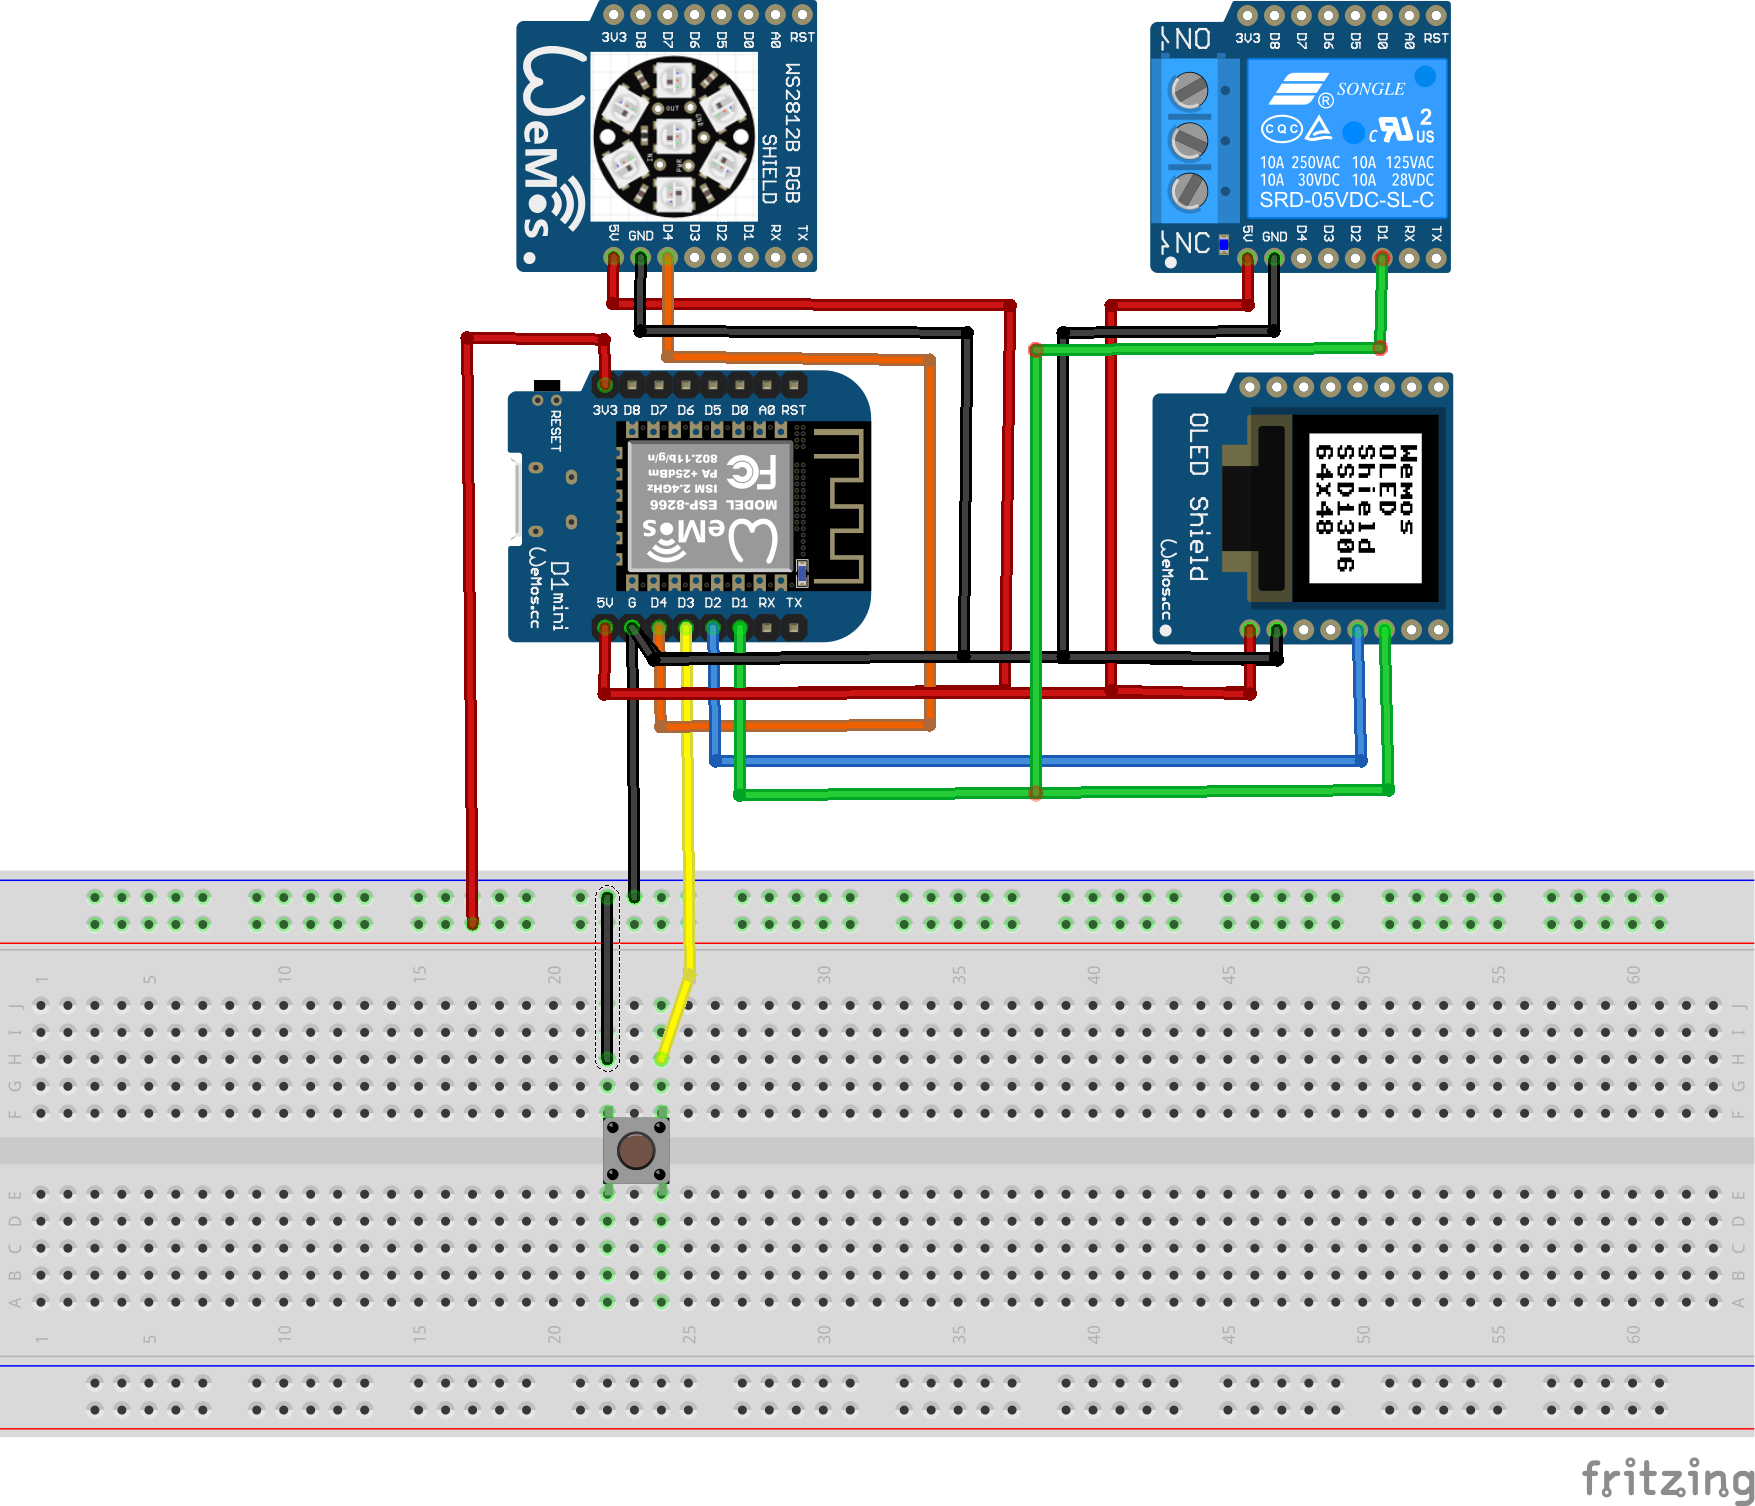 3V3 D8 D7 D6 D5 D0 A0 RST
WeMos
OUT
GND
IN
PWR
WS2812B RGB
SHIELD
5V GND D4 D3 D2 D1 RX TX
NO
3V3 D8 D7 D6 D5 D0 A0 RST
SONGLE
®
CQC
c RU US 2
10A 250VAC 10A 125VAC
10A 30VDC 10A 28VDC
SRD-05VDC-SL-C
NC
5V GND D4 D3 D2 D1 RX TX
RESET
3V3 D8 D7 D6 D5 D0 A0 RST
WeMos
MODEL ESP-8266
ISM 2.4GHz
PA +25dBm
802.11b/g/n
FC
D1mini
WeMos.cc
5V G D4 D3 D2 D1 RX TX
OLED Shield
WeMos.cc
WeMos
OLED
Shield
SSD1306
64x48
1 5 10 15 20 25 30 35 40 45 50 55 60
J J
I I
H H
G G
F F
E E
D D
C C
B B
A A
1 5 10 15 20 25 30 35 40 45 50 55 60
fritzing